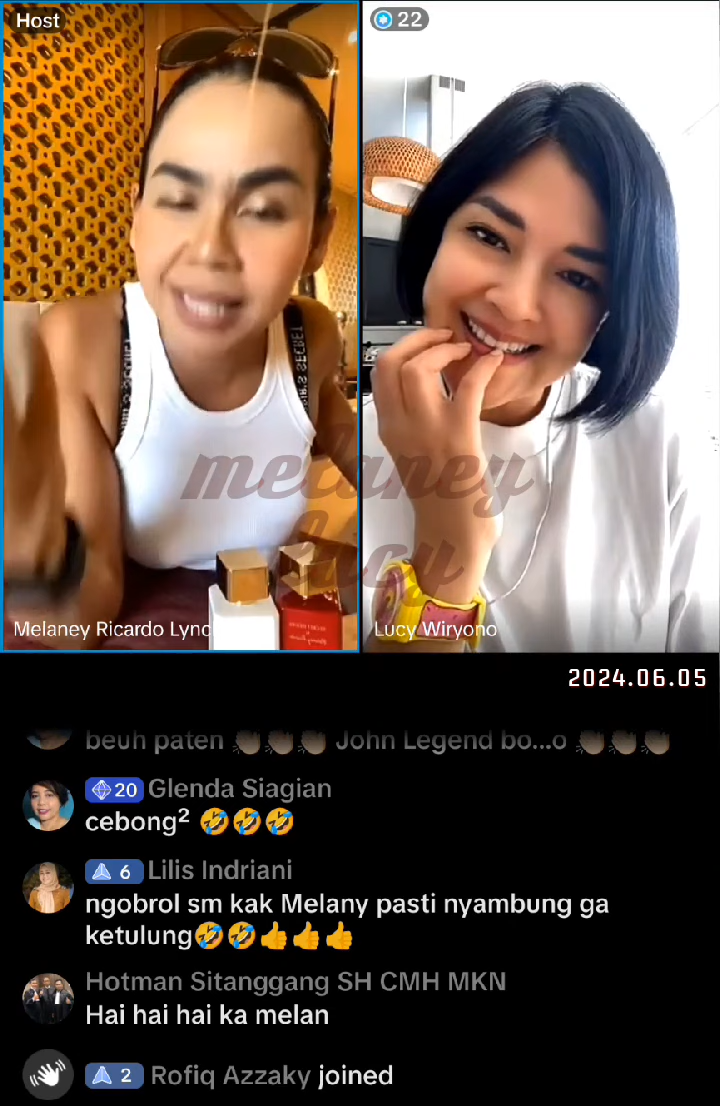 Host
22
melaney
Lucy
Melaney Ricardo Lync
Lucy Wiryono
2024.06.05
beuh paten 👏🏼👏🏼👏🏼 John Legend bo...o 👏🏼👏🏼👏🏼
20 Glenda Siagian
cebong² 🤣🤣🤣
6 Lilis Indriani
ngobrol sm kak Melany pasti nyambung ga
ketulung🤣🤣👍👍👍
Hotman Sitanggang SH CMH MKN
Hai hai hai ka melan
2 Rofiq Azzaky joined